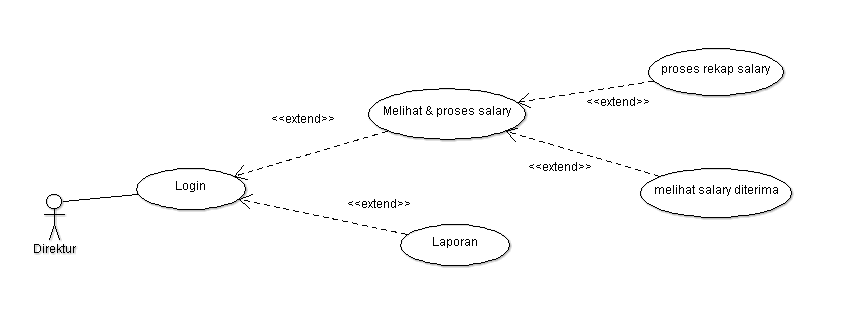 proses rekap salary
<<extend>>
Melihat & proses salary
<<extend>>
<<extend>>
melihat salary diterima
Login
<<extend>>
Laporan
Direktur